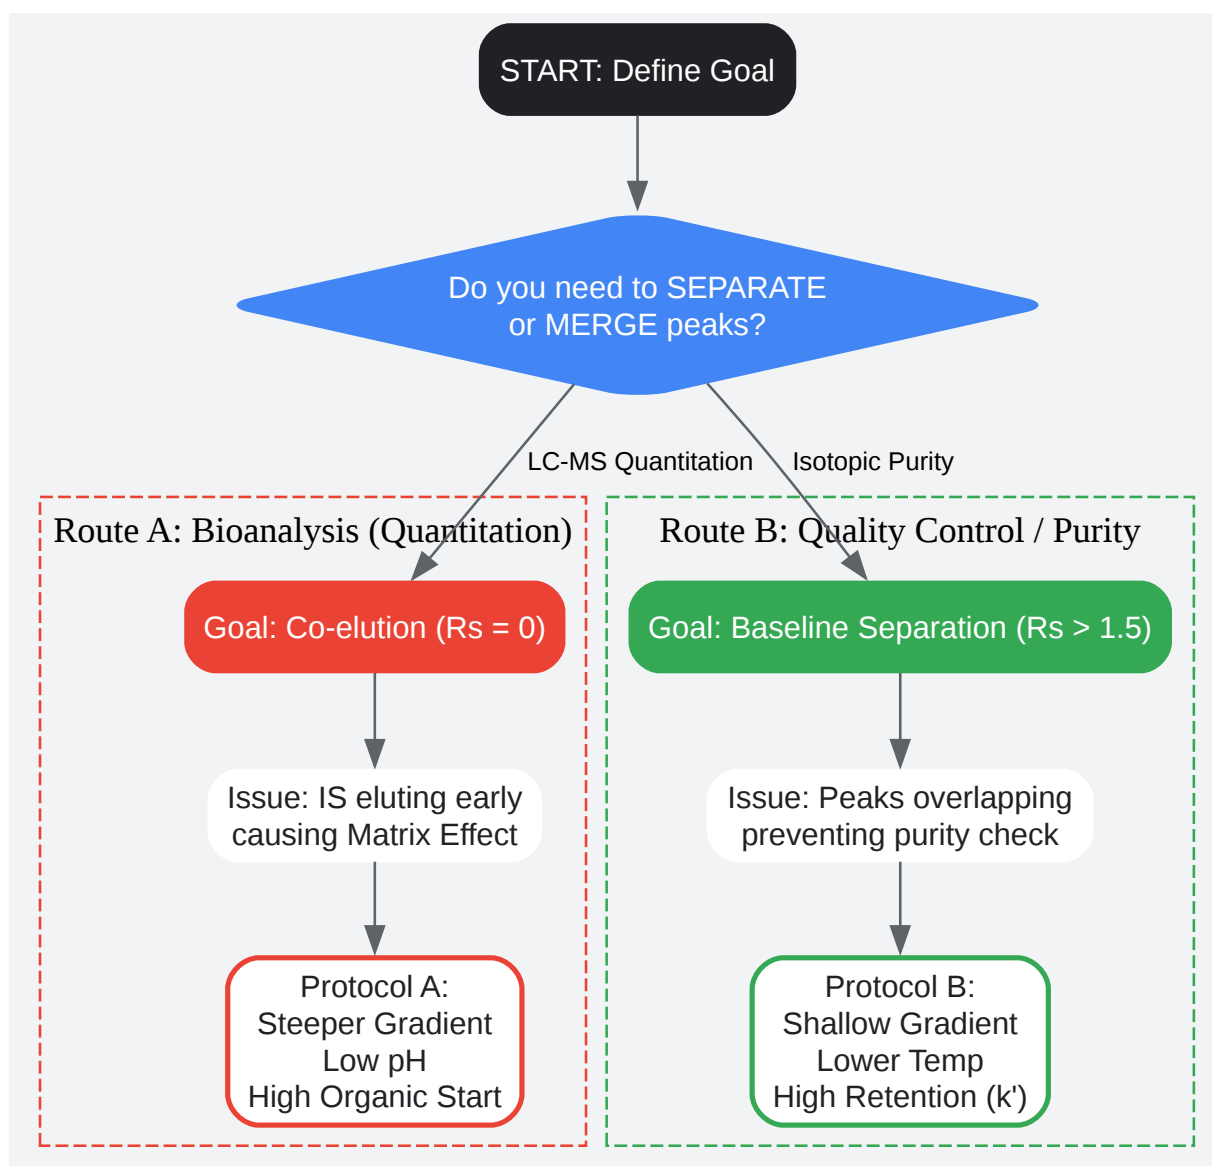 START: Define Goal
Do you need to SEPARATE
or MERGE peaks?
LC-MS Quantitation
Isotopic Purity
Route A: Bioanalysis (Quantitation)
Goal: Co-elution (Rs = 0)
Issue: IS eluting early
causing Matrix Effect
Protocol A:
Steeper Gradient
Low pH
High Organic Start
Route B: Quality Control / Purity
Goal: Baseline Separation (Rs > 1.5)
Issue: Peaks overlapping
preventing purity check
Protocol B:
Shallow Gradient
Lower Temp
High Retention (k')